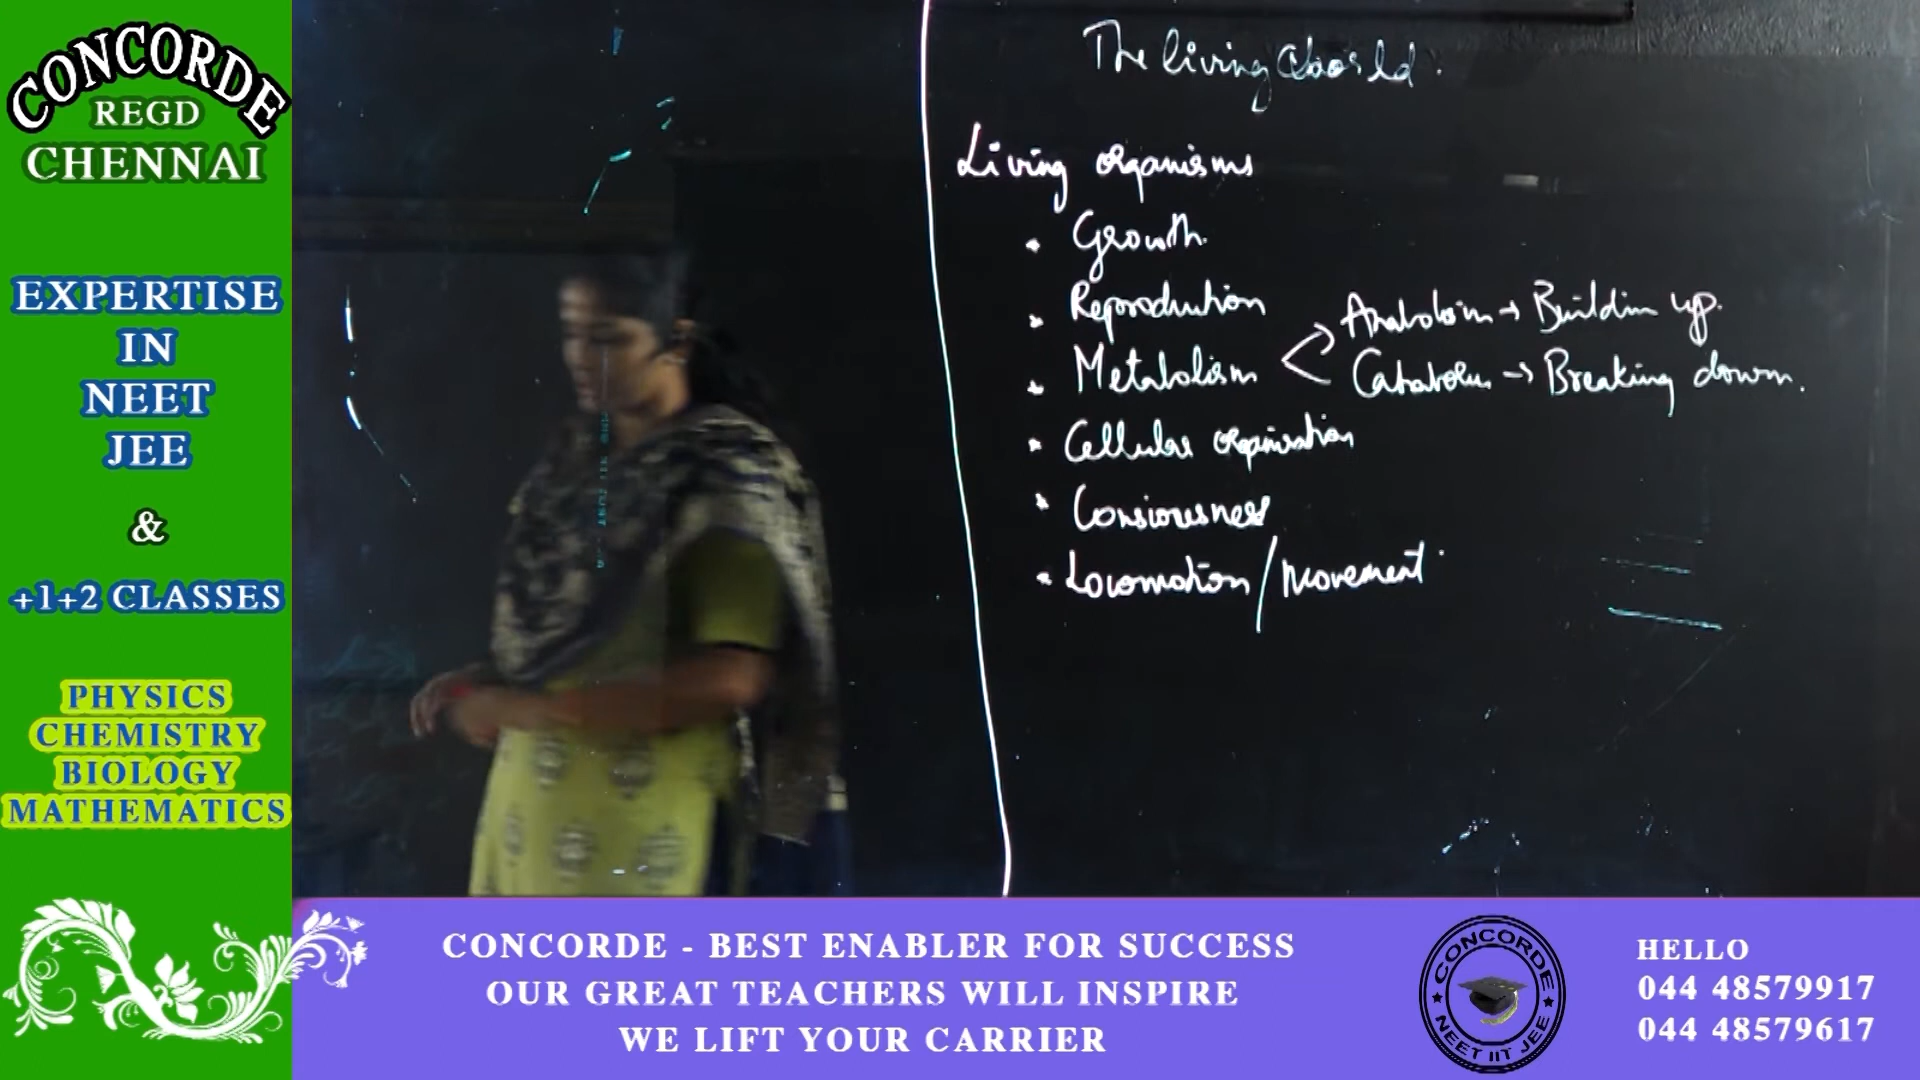 CONCORDE
REGD
CHENNAI
EXPERTISE
IN
NEET
JEE
&
+1+2 CLASSES
PHYSICS
CHEMISTRY
BIOLOGY
MATHEMATICS
The living world.
Living organisms
• Growth.
• Reproduction
• Metabolism
Anabolism → Buildin up.
Catabolism → Breaking down.
• Cellular organisation
• Consiousness
• Locomotion / Movement
CONCORDE - BEST ENABLER FOR SUCCESS
OUR GREAT TEACHERS WILL INSPIRE
WE LIFT YOUR CARRIER
CONCORDE
NEET IIT JEE
HELLO
044 48579917
044 48579617